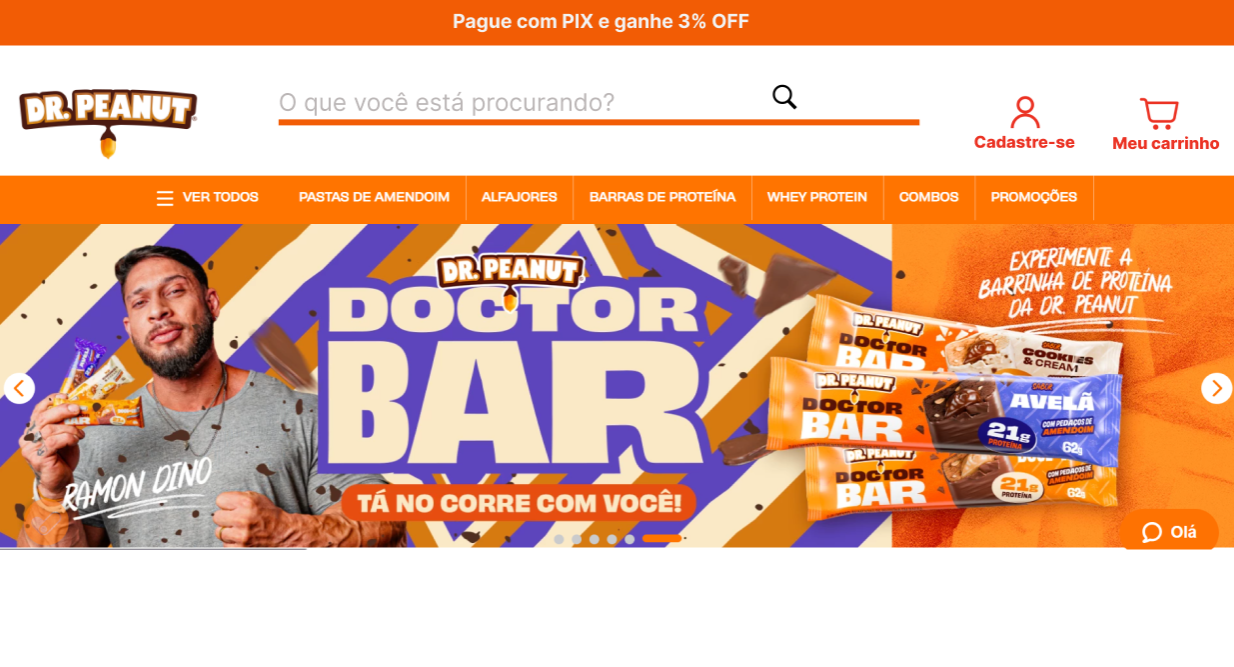 Pague com PIX e ganhe 3% OFF
DR. PEANUT
O que você está procurando?
Cadastre-se
Meu carrinho
VER TODOS
PASTAS DE AMENDOIM
ALFAJORES
BARRAS DE PROTEÍNA
WHEY PROTEIN
COMBOS
PROMOÇÕES
DR. PEANUT
DOCTOR
BAR
TÁ NO CORRE COM VOCÊ!
RAMON DINO
EXPERIMENTE A
BARRINHA DE PROTEÍNA
DA DR. PEANUT
DR. PEANUT
DOCTOR
BAR
SABOR
COOKIES
& CREAM
DR. PEANUT
DOCTOR
BAR
21g
PROTEÍNA
SABOR
AVELÃ
COM PEDAÇOS DE
AMENDOIM
62g
DR. PEANUT
DOCTOR
BAR
21g
PROTEÍNA
COM PEDAÇOS DE
AMENDOIM
62g
Olá